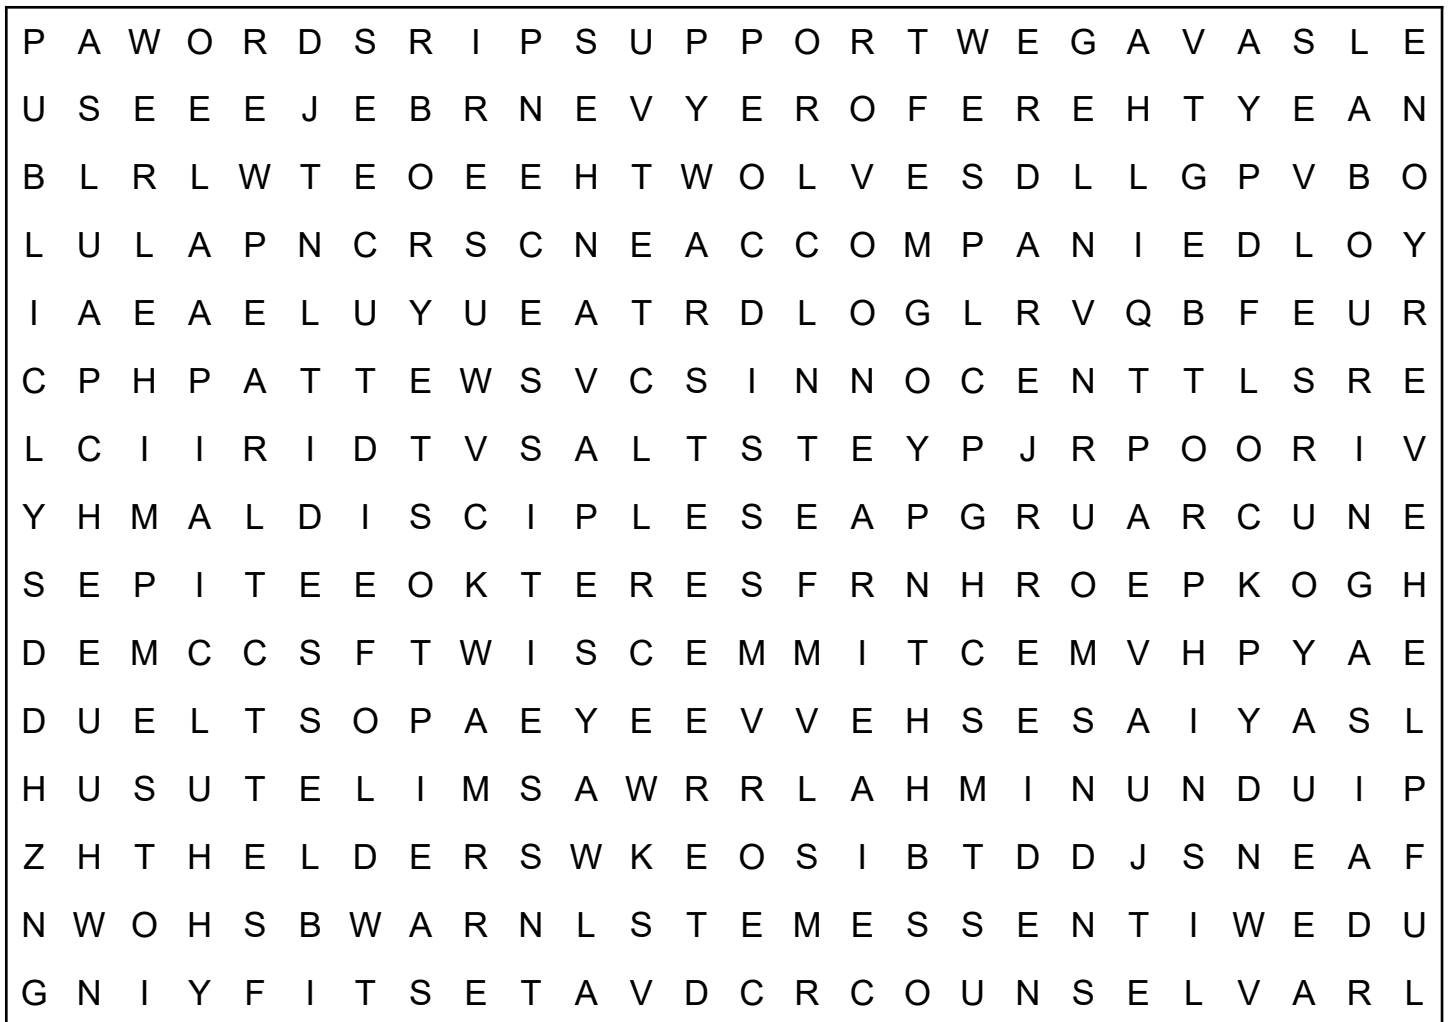 P A W O R D S R I P S U P P O R T W E G A V A S L E
U S E E E J E B R N E V Y E R O F E R E H T Y E A N
B L R L W T E O E E H T W O L V E S D L L G P V B O
L U L A P N C R S C N E A C C O M P A N I E D L O Y
I A E A E L U Y U E A T R D L O G L R V Q B F E U R
C P H P A T T E W S V C S I N N O C E N T T L S R E
L C I I R I D T V S A L T S T E Y P J R P O O R I V
Y H M A L D I S C I P L E S E A P G R U A R C U N E
S E P I T E E O K T E R E S F R N H R O E P K O G H
D E M C C S F T W I S C E M M I T C E M V H P Y A E
D U E L T S O P A E Y E E V V E H S E S A I Y A S L
H U S U T E L I M S A W R R L A H M I N U N D U I P
Z H T H E L D E R S W K E O S I B T D D J S N E A F
N W O H S B W A R N L S T E M E S S E N T I W E D U
G N I Y F I T S E T A V D C R C O U N S E L V A R L